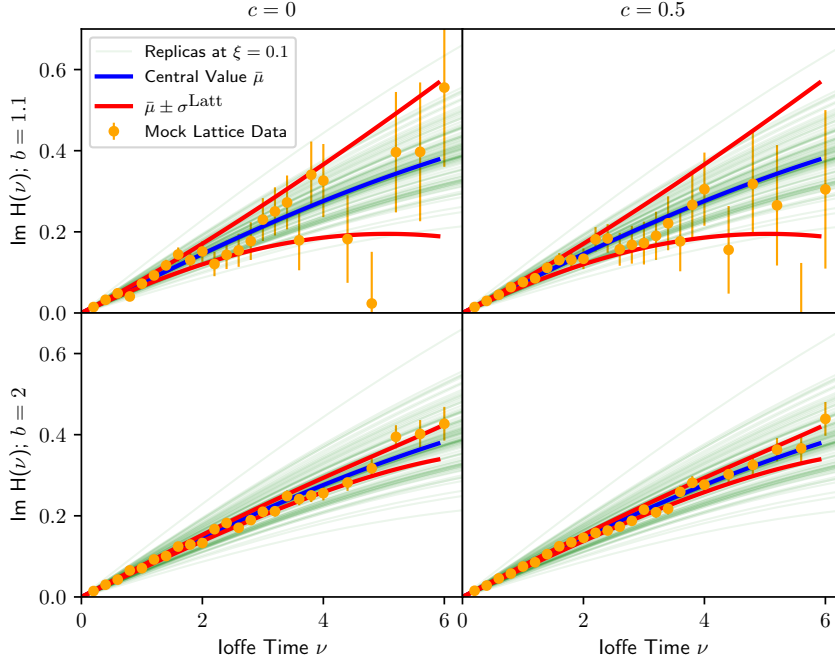 c = 0
c = 0.5
Im H(ν); b = 1.1
0.6
0.4
0.2
0.0
Replicas at ξ = 0.1
Central Value μ̄
μ̄ ± σ^Latt
Mock Lattice Data
Im H(ν); b = 2
0.6
0.4
0.2
0.0
0
2
4
6
0
2
4
6
Ioffe Time ν
Ioffe Time ν